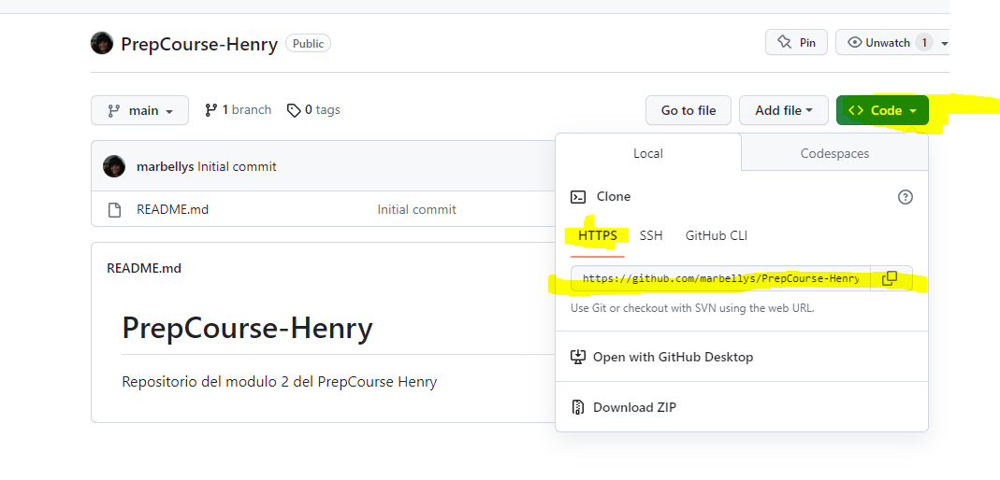 PrepCourse-Henry Public Pin Unwatch 1
main 1 branch 0 tags Go to file Add file <> Code
marbellys Initial commit
README.md Initial commit
README.md
PrepCourse-Henry
Repositorio del modulo 2 del PrepCourse Henry
Local Codespaces
Clone ?
HTTPS SSH GitHub CLI
https://github.com/marbellys/PrepCourse-Henry
Use Git or checkout with SVN using the web URL.
Open with GitHub Desktop
Download ZIP